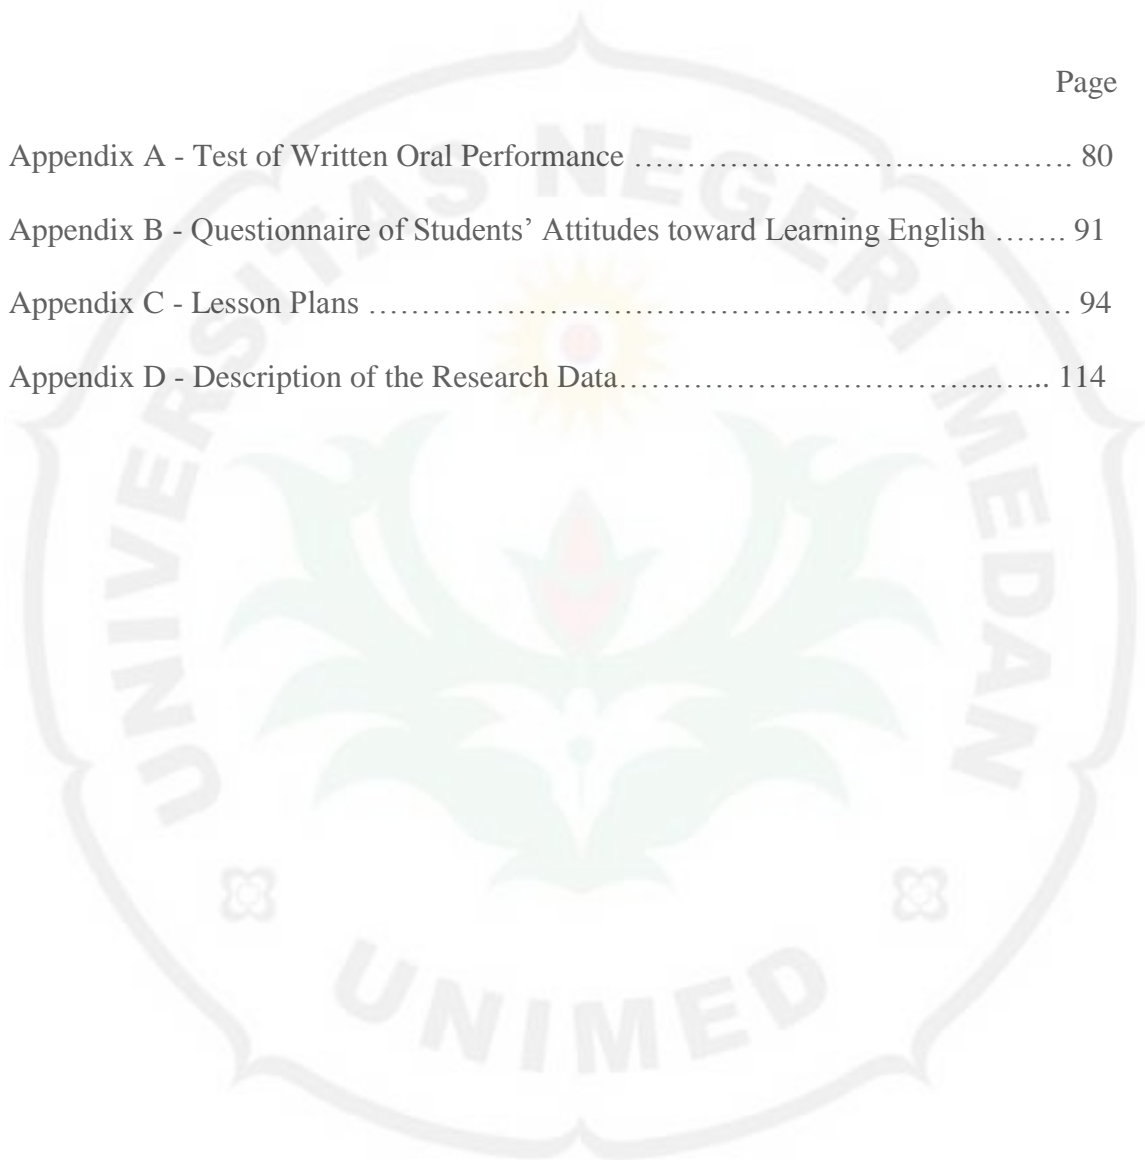 Page
Appendix A - Test of Written Oral Performance ………………..…………………. 80
Appendix B - Questionnaire of Students’ Attitudes toward Learning English ……. 91
Appendix C - Lesson Plans ……………………………………………………...…. 94
Appendix D - Description of the Research Data……………………………...….. 114
UNIVERSITAS NEGERI MEDAN
UNIMED